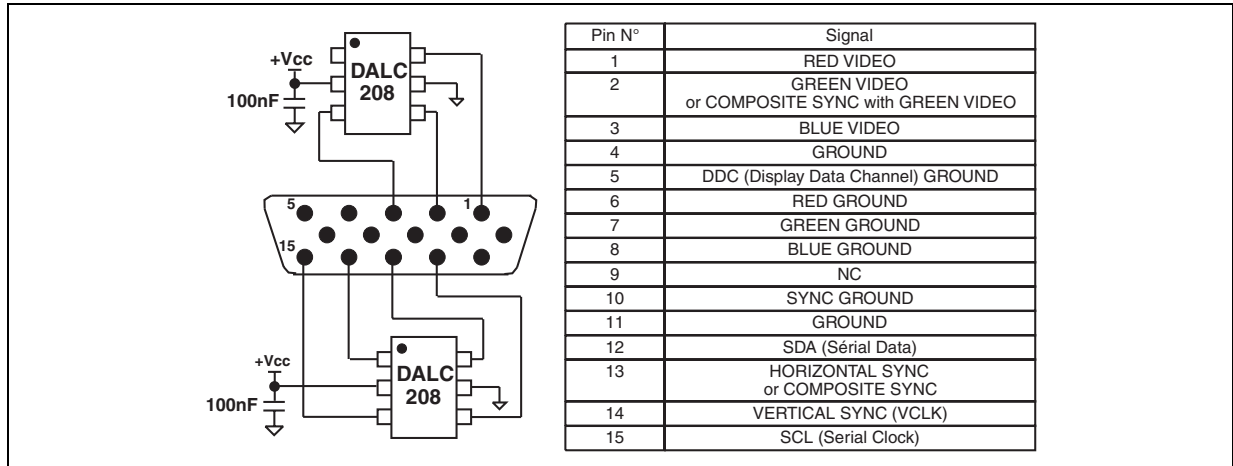 +Vcc
DALC
208
100nF
5
1
15
+Vcc
DALC
208
100nF
Pin N° Signal
1 RED VIDEO
2 GREEN VIDEO
or COMPOSITE SYNC with GREEN VIDEO
3 BLUE VIDEO
4 GROUND
5 DDC (Display Data Channel) GROUND
6 RED GROUND
7 GREEN GROUND
8 BLUE GROUND
9 NC
10 SYNC GROUND
11 GROUND
12 SDA (Sérial Data)
13 HORIZONTAL SYNC
or COMPOSITE SYNC
14 VERTICAL SYNC (VCLK)
15 SCL (Serial Clock)